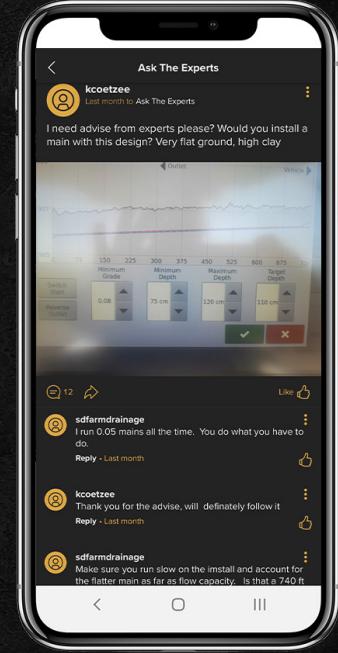 Ask The Experts
kcoetzee
Last month to Ask The Experts
I need advise from experts please? Would you install a
main with this design? Very flat ground, high clay
Outlet
Vehicle
150 225 300 375 450 525 600 675
Minimum Grade
Minimum Depth
Maximum Depth
Target Depth
0.08
75 cm
120 cm
110 cm
Reverse Outlet
12
Like
sdfarmdrainage
I run 0.05 mains all the time. You do what you have to
do.
Reply - Last month
kcoetzee
Thank you for the advise, will definately follow it
Reply - Last month
sdfarmdrainage
Make sure you run slow on the imstall and account for
the flatter main as far as flow capacity. Is that a 740 ft